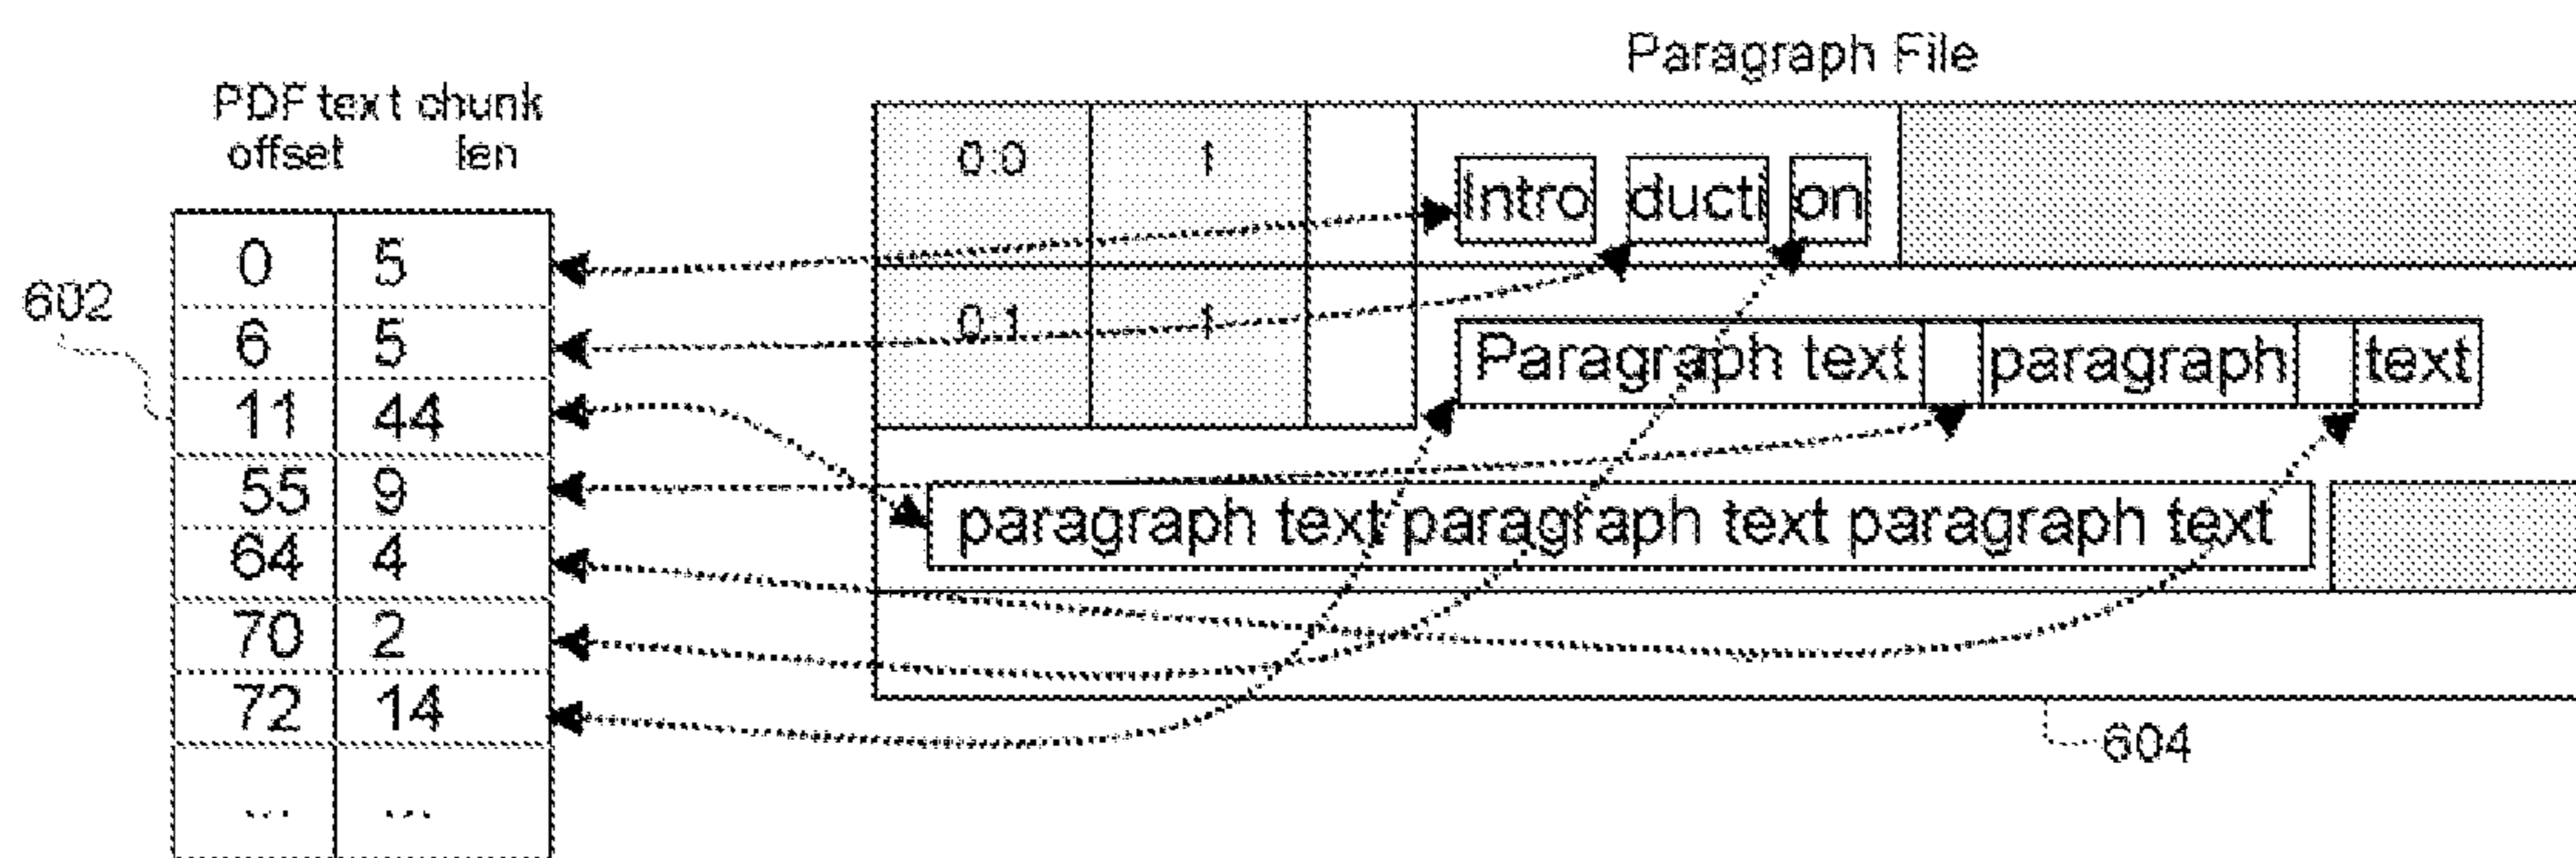 Paragraph File
PDF text chunk
offset len
0:0 1
Intro ducti on
0 5
602
6 5
0:1 1
Paragraph text paragraph text
11 44
55 9
paragraph text paragraph text paragraph text
64 4
70 2
72 14
604
... ...